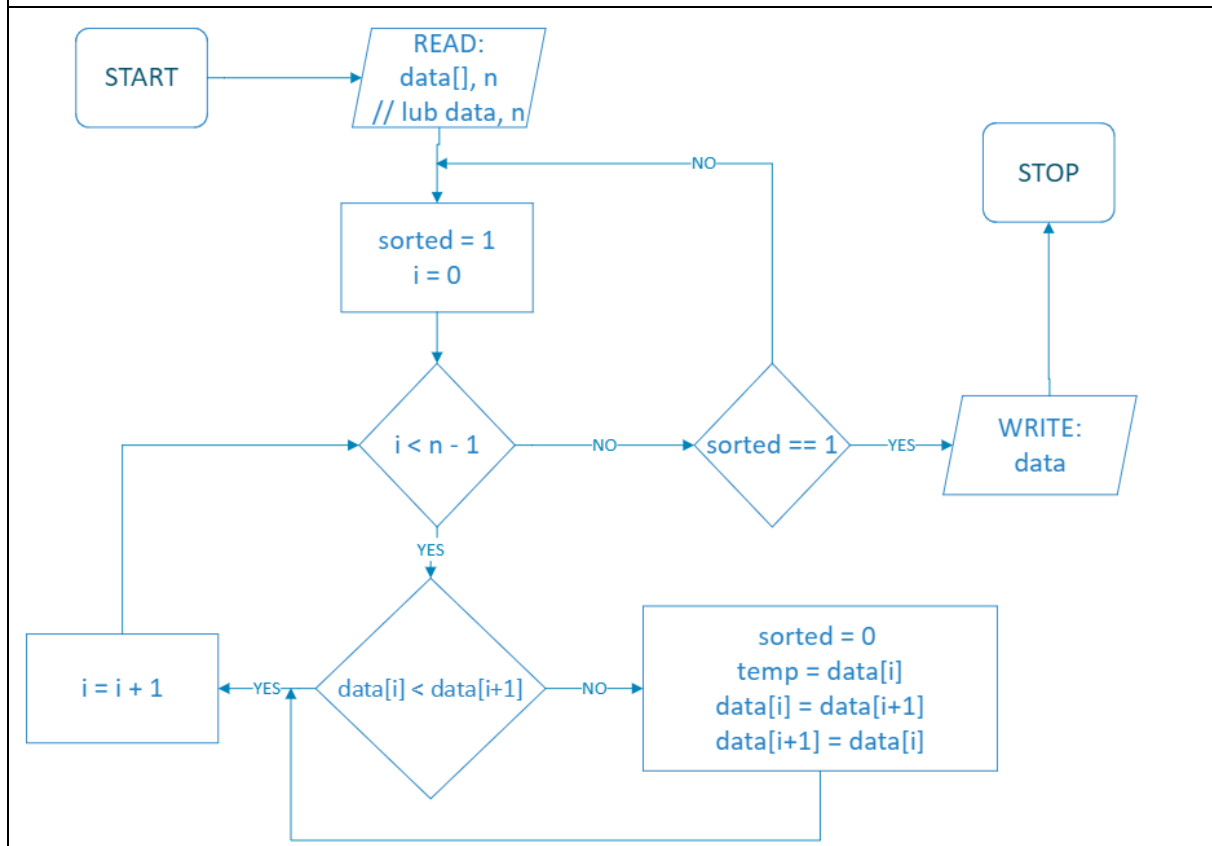 START
READ:
data[], n
// lub data, n
NO
STOP
sorted = 1
i = 0
i < n - 1
NO
sorted == 1
YES
WRITE:
data
YES
i = i + 1
YES
data[i] < data[i+1]
NO
sorted = 0
temp = data[i]
data[i] = data[i+1]
data[i+1] = data[i]